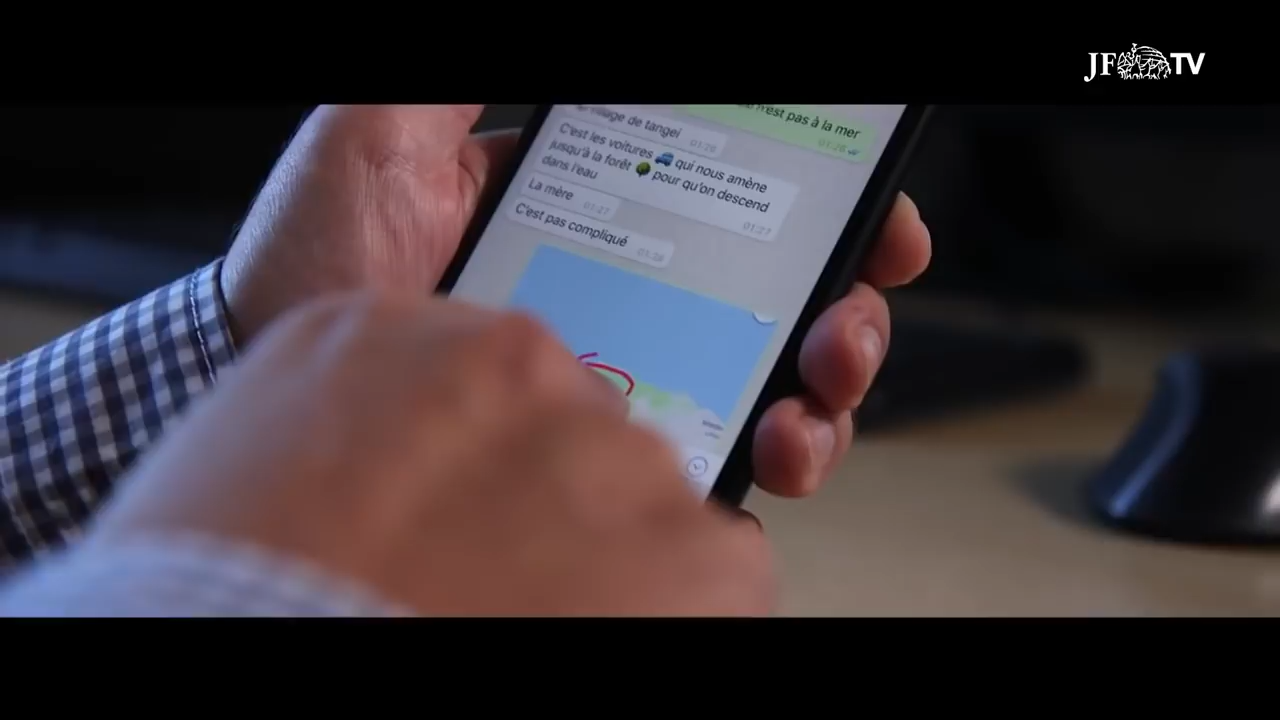 JF TV
n'est pas à la mer
01:26
village de tangei
01:26
C'est les voitures 🚙 qui nous amène
jusqu'à la forêt 🌳 pour qu'on descend
dans l'eau
01:27
La mère
01:27
C'est pas compliqué
01:28